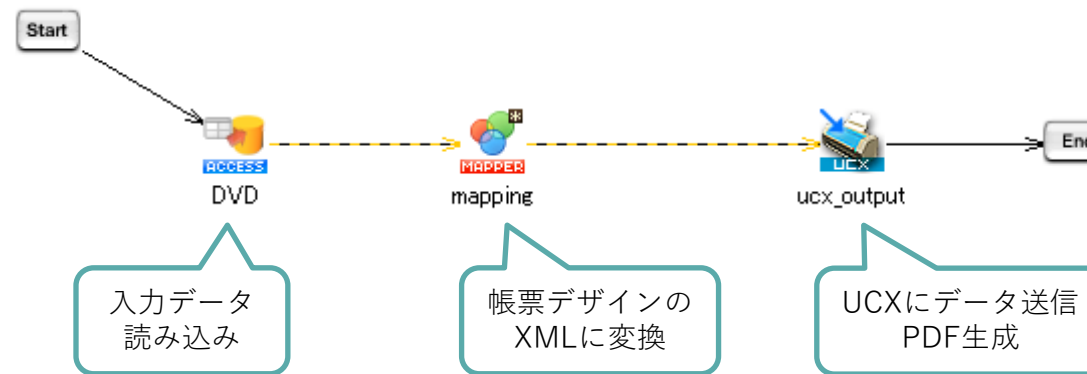 Start
ACCESS
DVD
MAPPER
mapping
UCX
ucx_output
End
入力データ
読み込み
帳票デザインの
XMLに変換
UCXにデータ送信
PDF生成